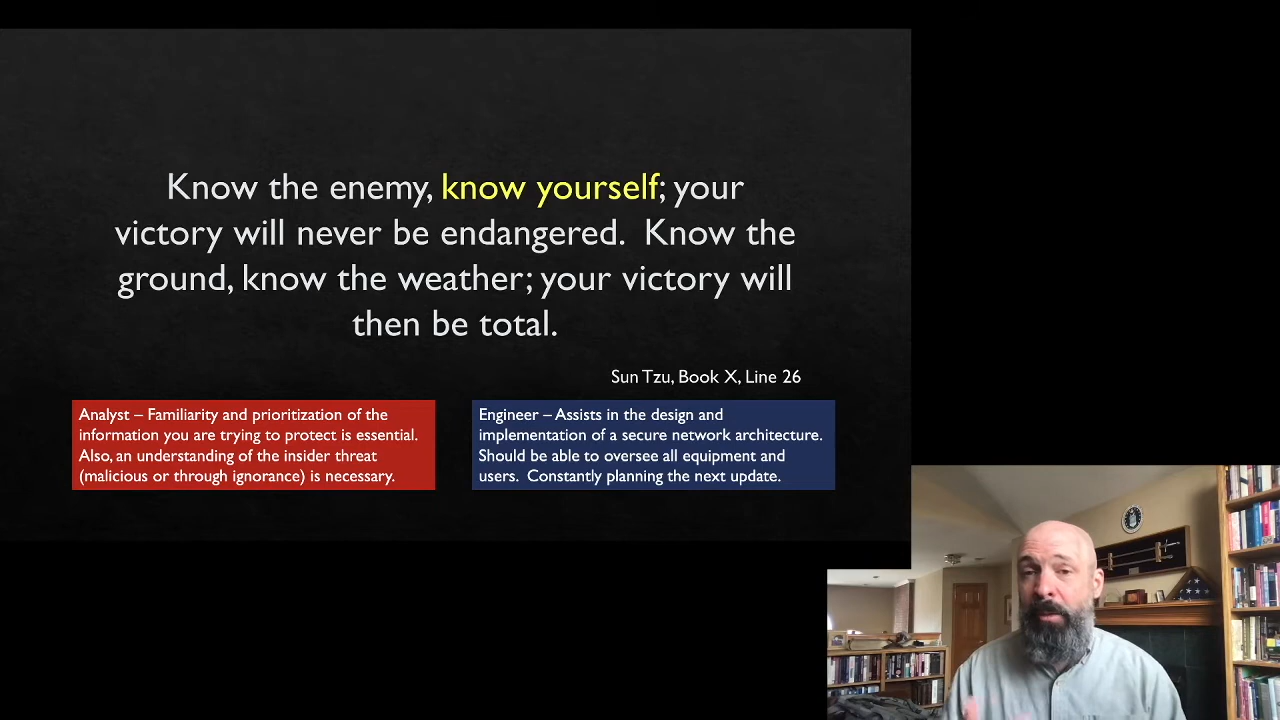 Know the enemy, know yourself; your
victory will never be endangered.  Know the
ground, know the weather; your victory will
then be total.
Sun Tzu, Book X, Line 26
Analyst – Familiarity and prioritization of the
information you are trying to protect is essential.
Also, an understanding of the insider threat
(malicious or through ignorance) is necessary.
Engineer – Assists in the design and
implementation of a secure network architecture.
Should be able to oversee all equipment and
users.  Constantly planning the next update.